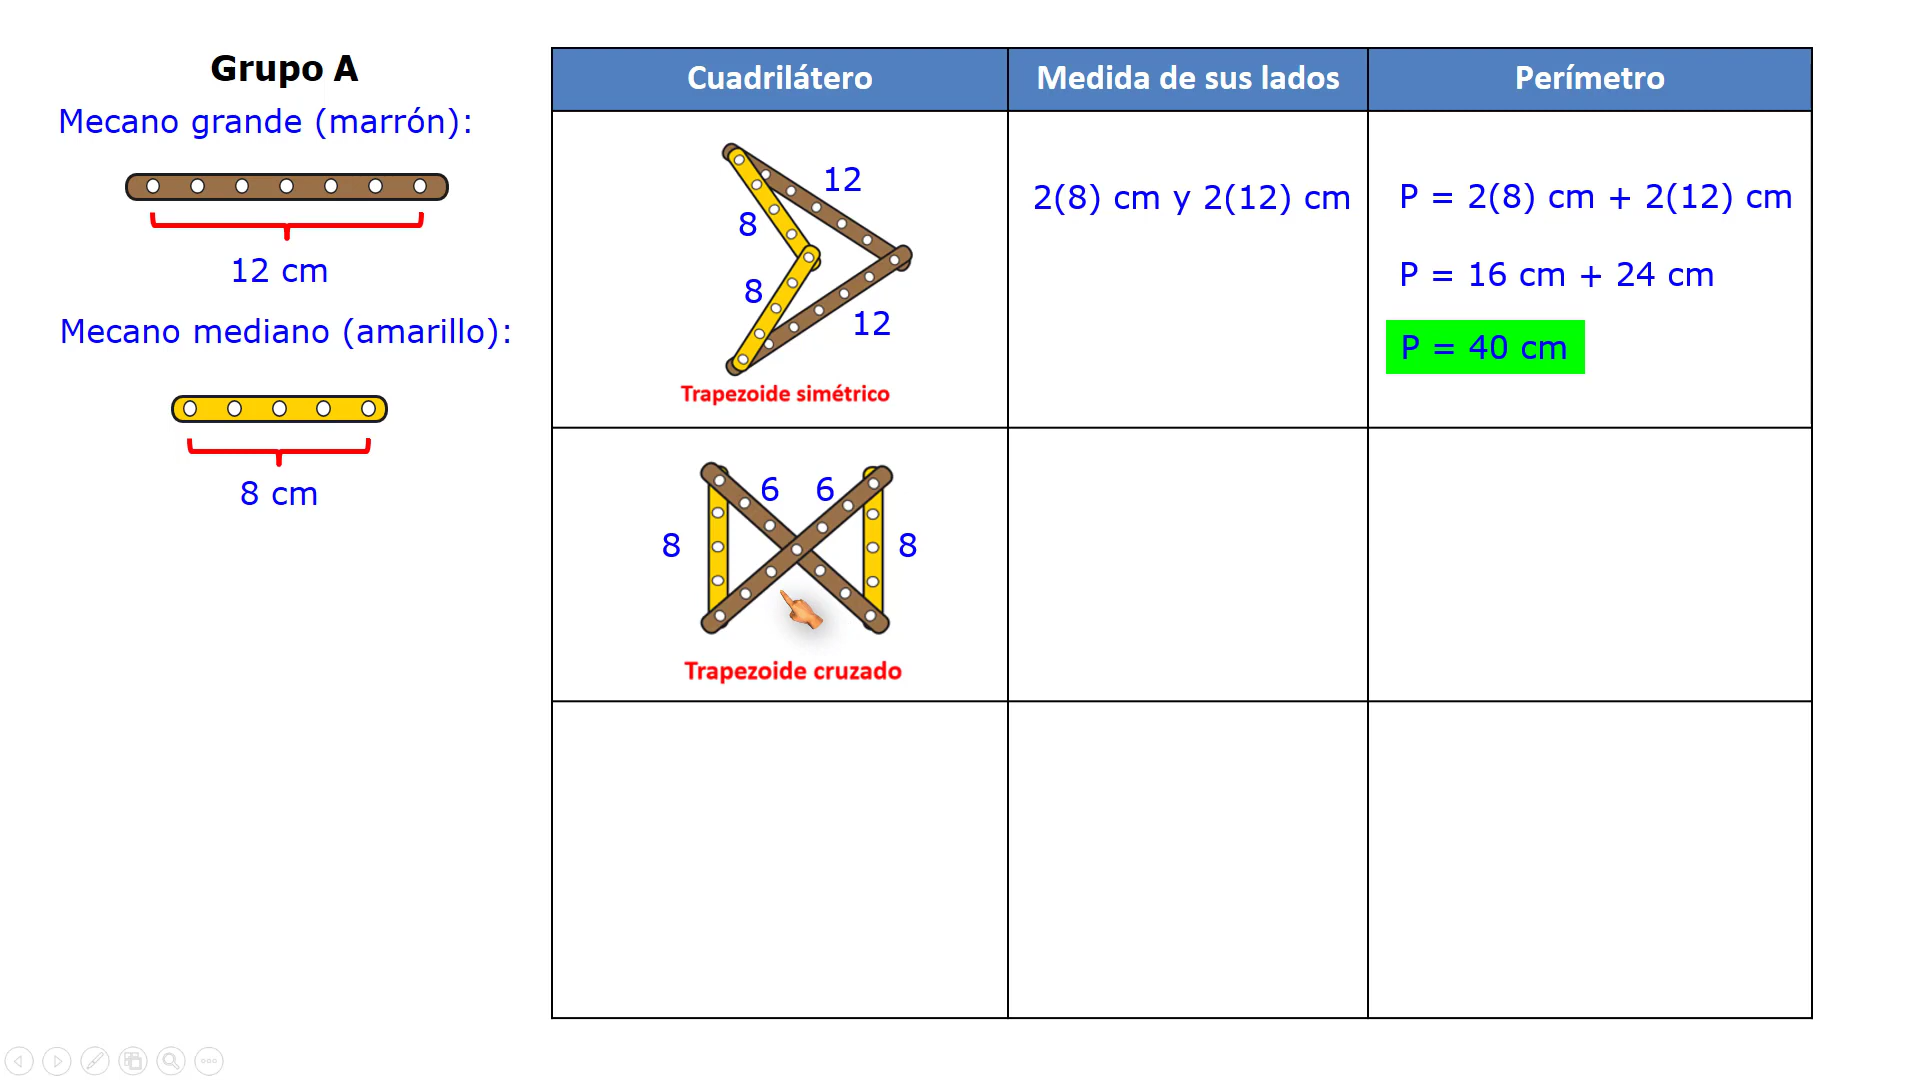 Grupo A
Mecano grande (marrón):
12 cm
Mecano mediano (amarillo):
8 cm
Cuadrilátero
Medida de sus lados
Perímetro
12
8
8
12
Trapezoide simétrico
2(8) cm y 2(12) cm
P = 2(8) cm + 2(12) cm
P = 16 cm + 24 cm
P = 40 cm
6 6
8 8
Trapezoide cruzado